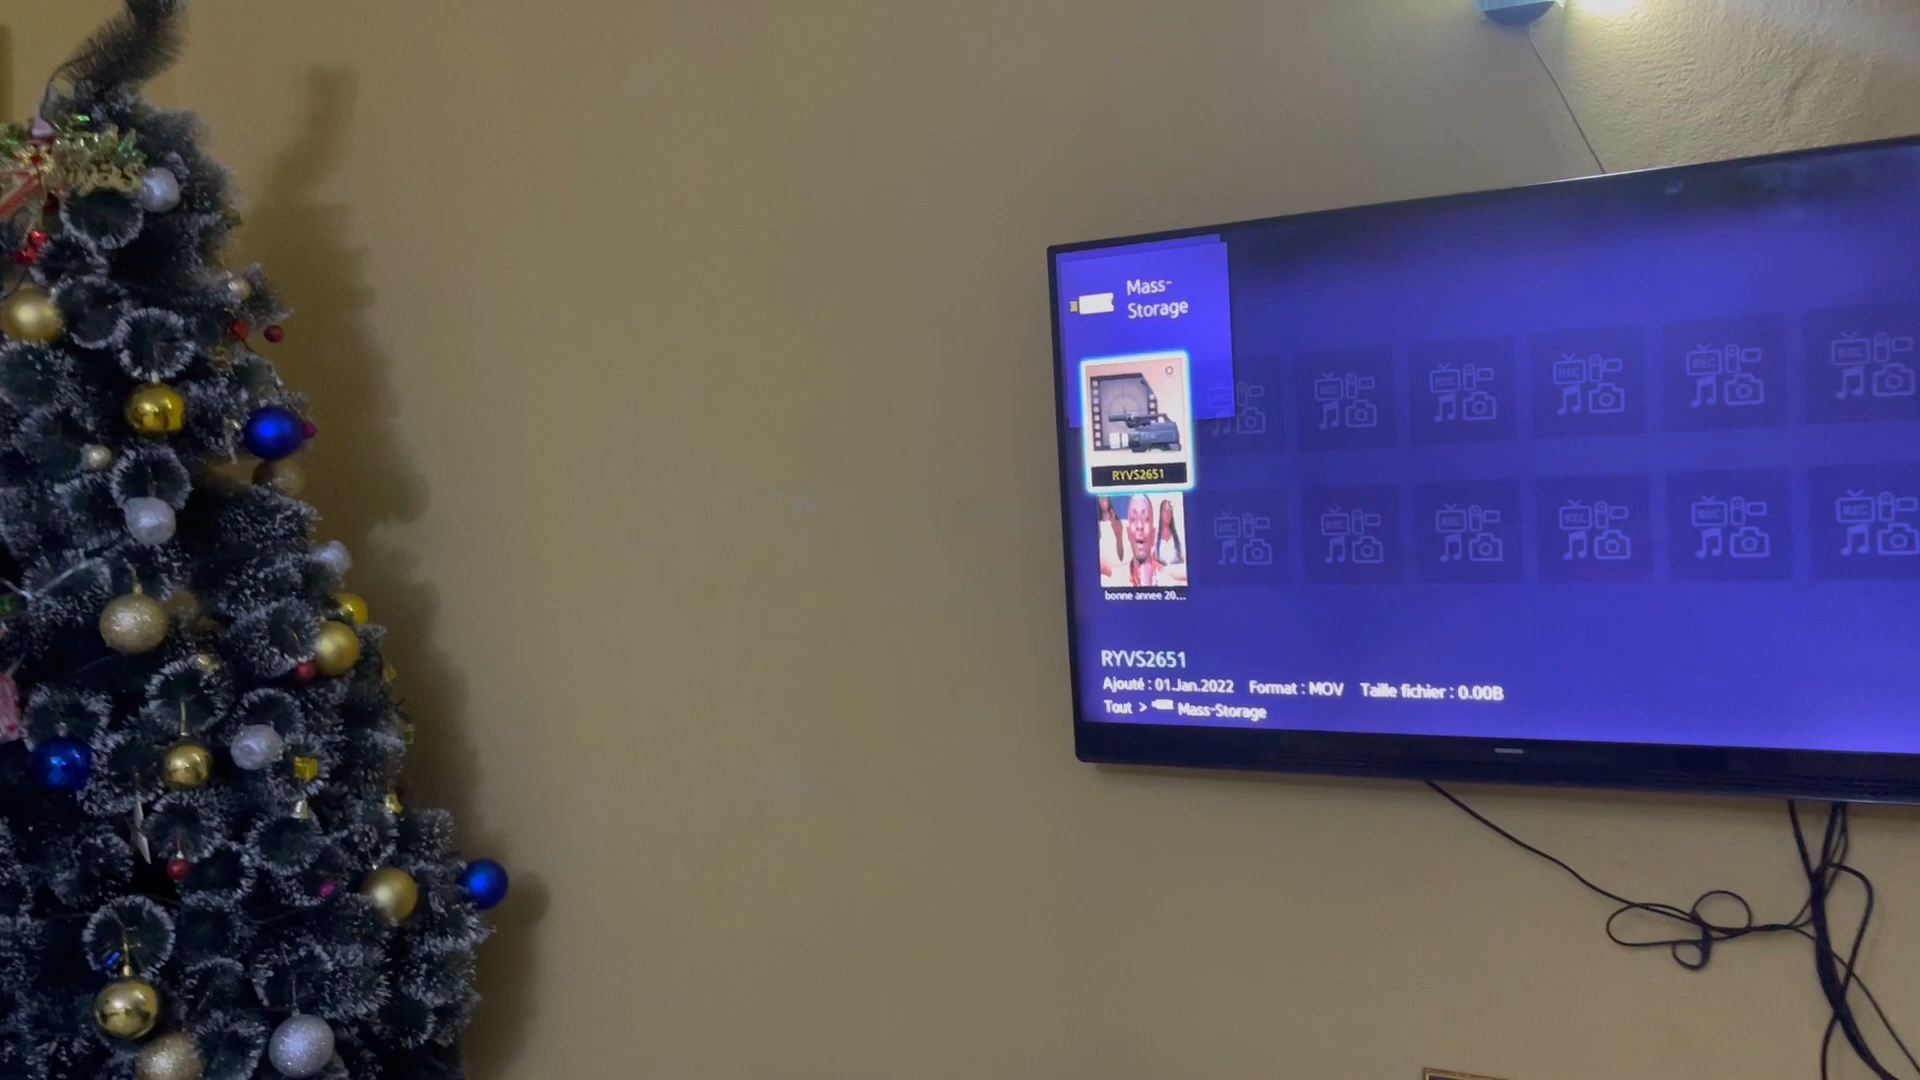 Mass-
Storage
RYVS2651
bonne annee 20...
RYVS2651
Ajouté : 01.Jan.2022 Format : MOV Taille fichier : 0.00B
Tout > Mass-Storage